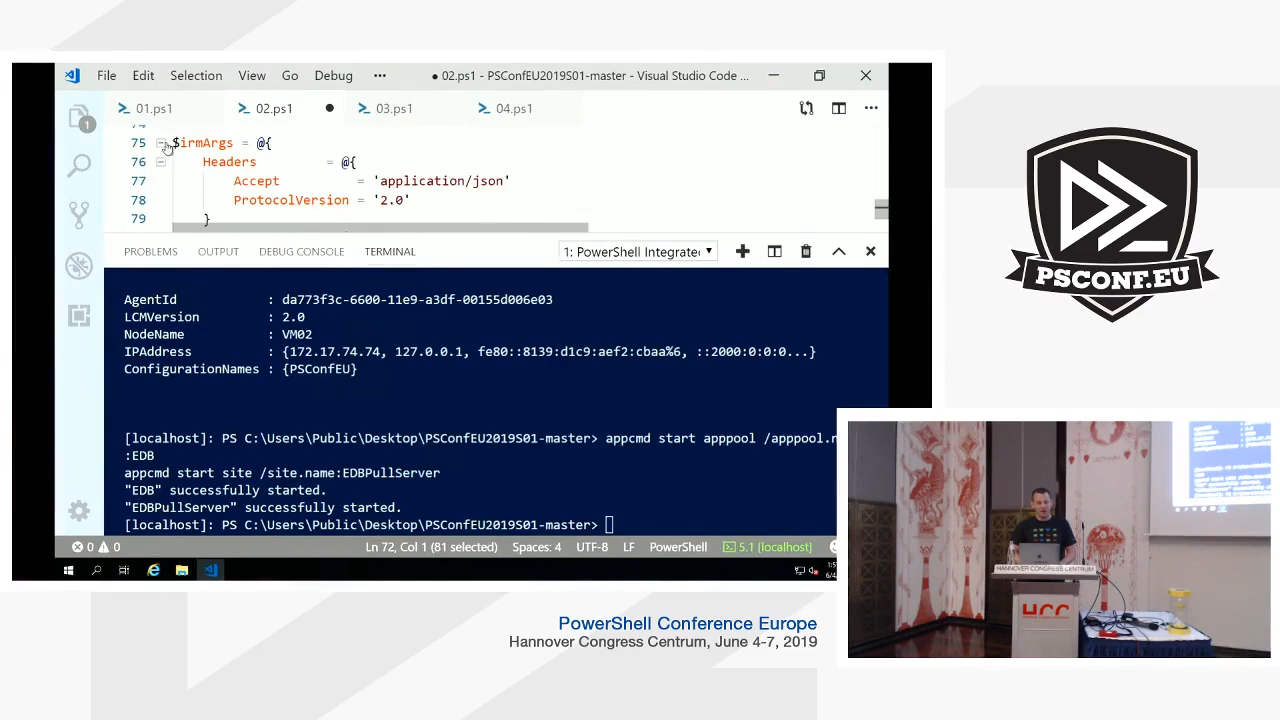 File Edit Selection View Go Debug ••• ● 02.ps1 - PSConfEU2019S01-master - Visual Studio Code ...
01.ps1 02.ps1 ● 03.ps1 04.ps1
1
74
75 $irmArgs = @{
76 Headers = @{
77 Accept = 'application/json'
78 ProtocolVersion = '2.0'
79 }
PROBLEMS OUTPUT DEBUG CONSOLE TERMINAL 1: PowerShell Integrate
AgentId : da773f3c-6600-11e9-a3df-00155d006e03
LCMVersion : 2.0
NodeName : VM02
IPAddress : {172.17.74.74, 127.0.0.1, fe80::8139:d1c9:aef2:cbaa%6, ::2000:0:0:0...}
ConfigurationNames : {PSConfEU}
[localhost]: PS C:\Users\Public\Desktop\PSConfEU2019S01-master> appcmd start apppool /apppool.n
:EDB
appcmd start site /site.name:EDBPullServer
"EDB" successfully started.
"EDBPullServer" successfully started.
[localhost]: PS C:\Users\Public\Desktop\PSConfEU2019S01-master>
0 0 Ln 72, Col 1 (81 selected) Spaces: 4 UTF-8 LF PowerShell 5.1 [localhost]
PSCONF.EU
HANNOVER CONGRESS CENTRUM
HCC
PowerShell Conference Europe
Hannover Congress Centrum, June 4-7, 2019